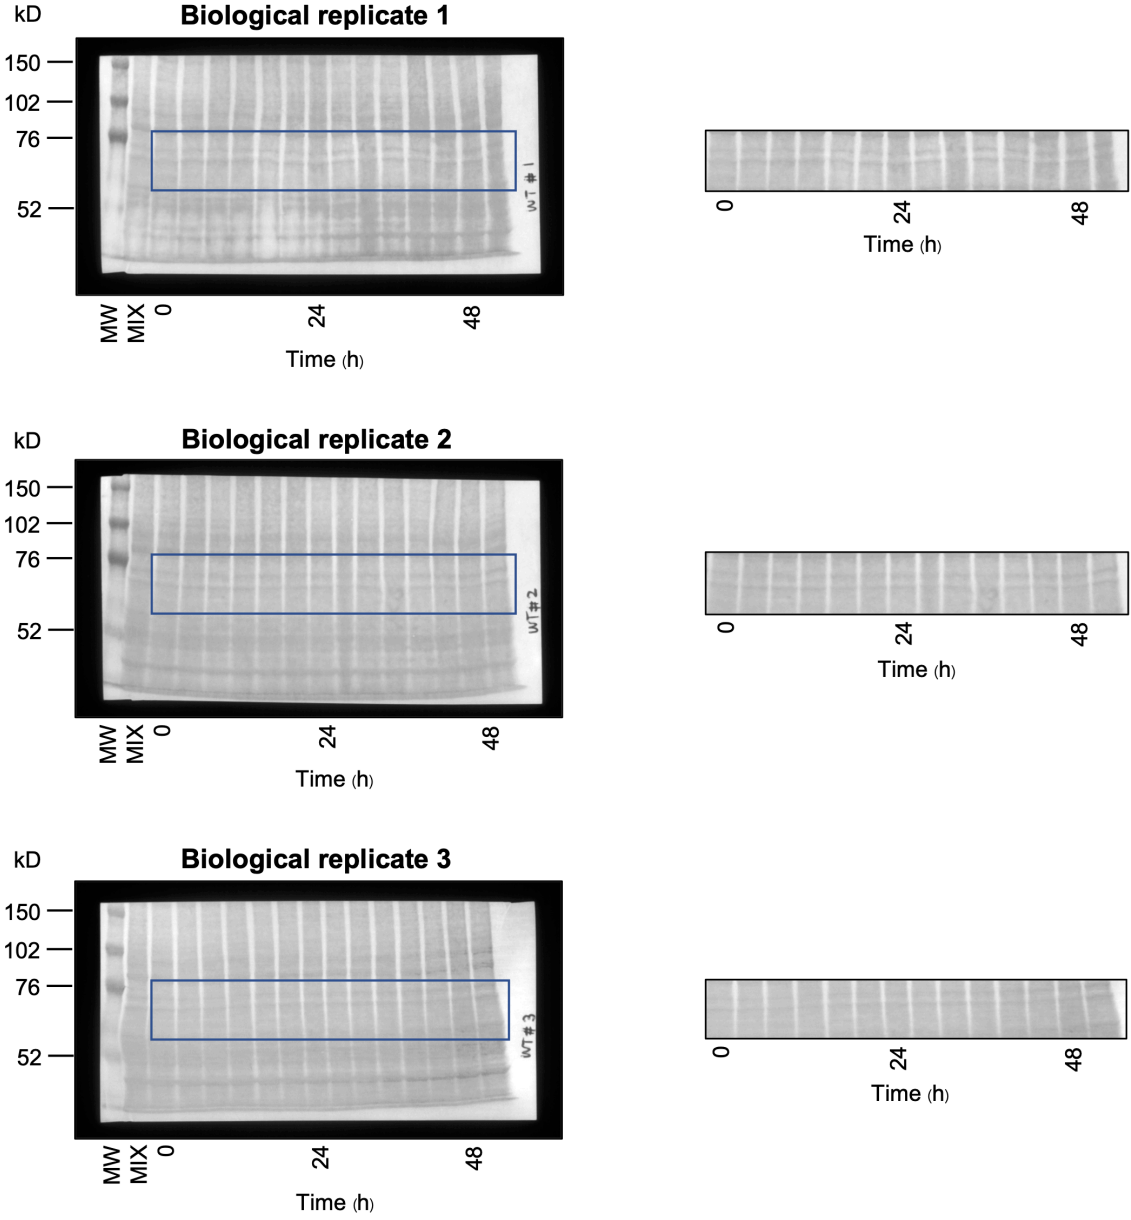 kD
Biological replicate 1
150
102
76
52
WT #1
MW
MIX
0
24
48
Time (h)
0
24
48
Time (h)
kD
Biological replicate 2
150
102
76
52
WT#2
MW
MIX
0
24
48
Time (h)
0
24
48
Time (h)
kD
Biological replicate 3
150
102
76
52
WT#3
MW
MIX
0
24
48
Time (h)
0
24
48
Time (h)